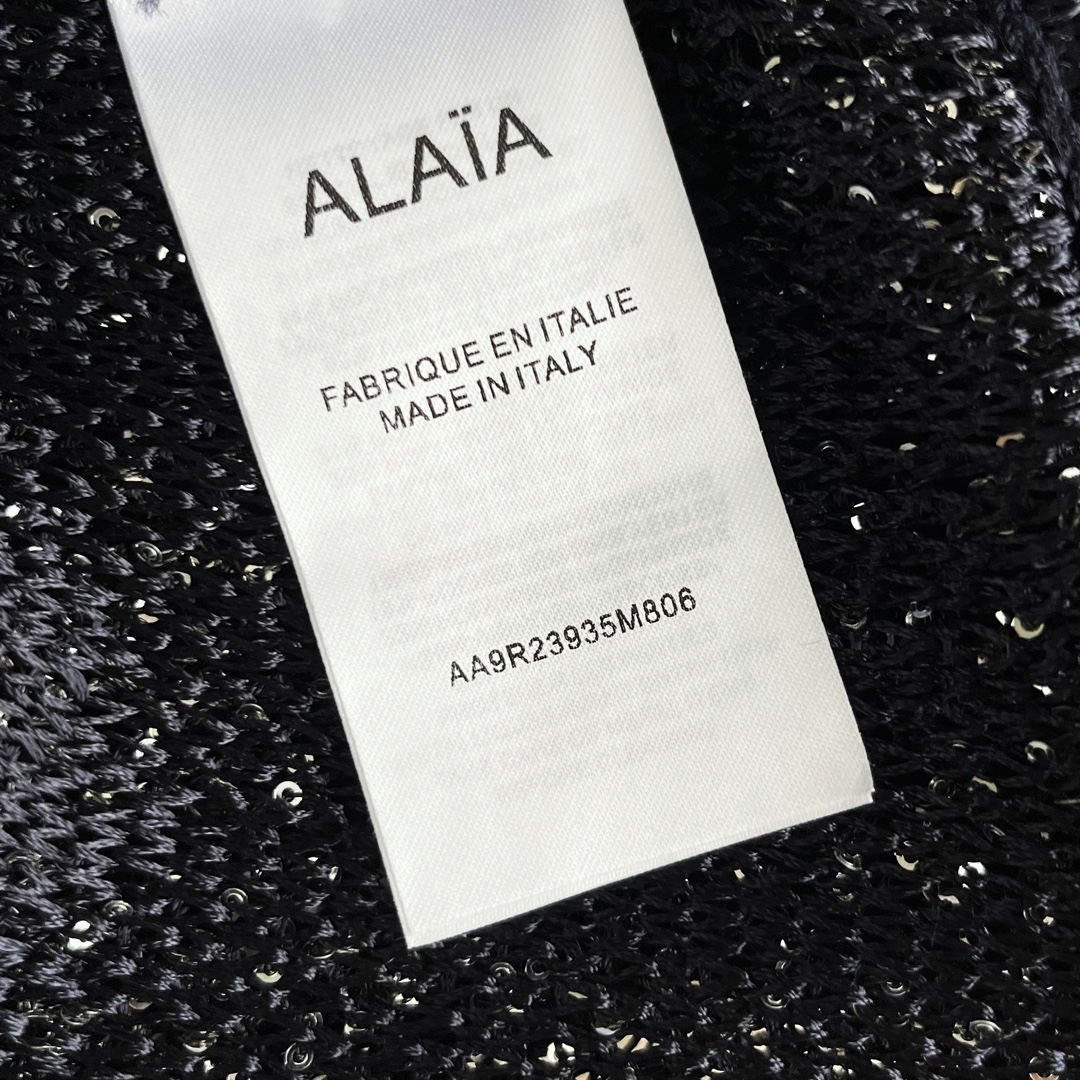 ALAÏA
FABRIQUE EN ITALIE
MADE IN ITALY
AA9R23935M806